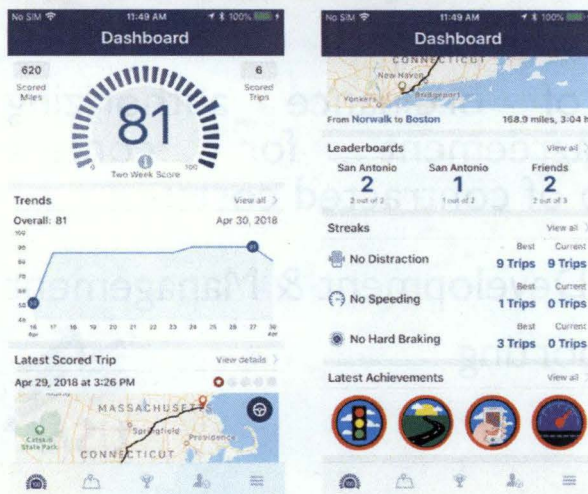 No SIM 11:49 AM 100%
Dashboard
620
Scored
Miles
6
Scored
Trips
81
0
100
Two Week Score
Trends
View all
Overall: 81
Apr 30, 2018
100
90
80
70
60
50
40
91
16 17 18 19 20 21 22 23 24 25 26 27 30
Apr
Apr
Latest Scored Trip
View details
Apr 29, 2018 at 3:26 PM
MASSACHUSETTS
Springfield
Providence
Catskill
State Park
CONNECTICUT
No SIM 11:49 AM 100%
Dashboard
CONNECTICUT
New Haven
Bridgeport
Yonkers
From Norwalk to Boston
168.9 miles, 3:04 h
Leaderboards
View all
San Antonio
2
2 out of 2
San Antonio
1
1 out of 2
Friends
2
2 out of 3
Streaks
View all
Best Current
No Distraction 9 Trips 9 Trips
Best Current
No Speeding 1 Trips 0 Trips
Best Current
No Hard Braking 3 Trips 0 Trips
Latest Achievements
View all